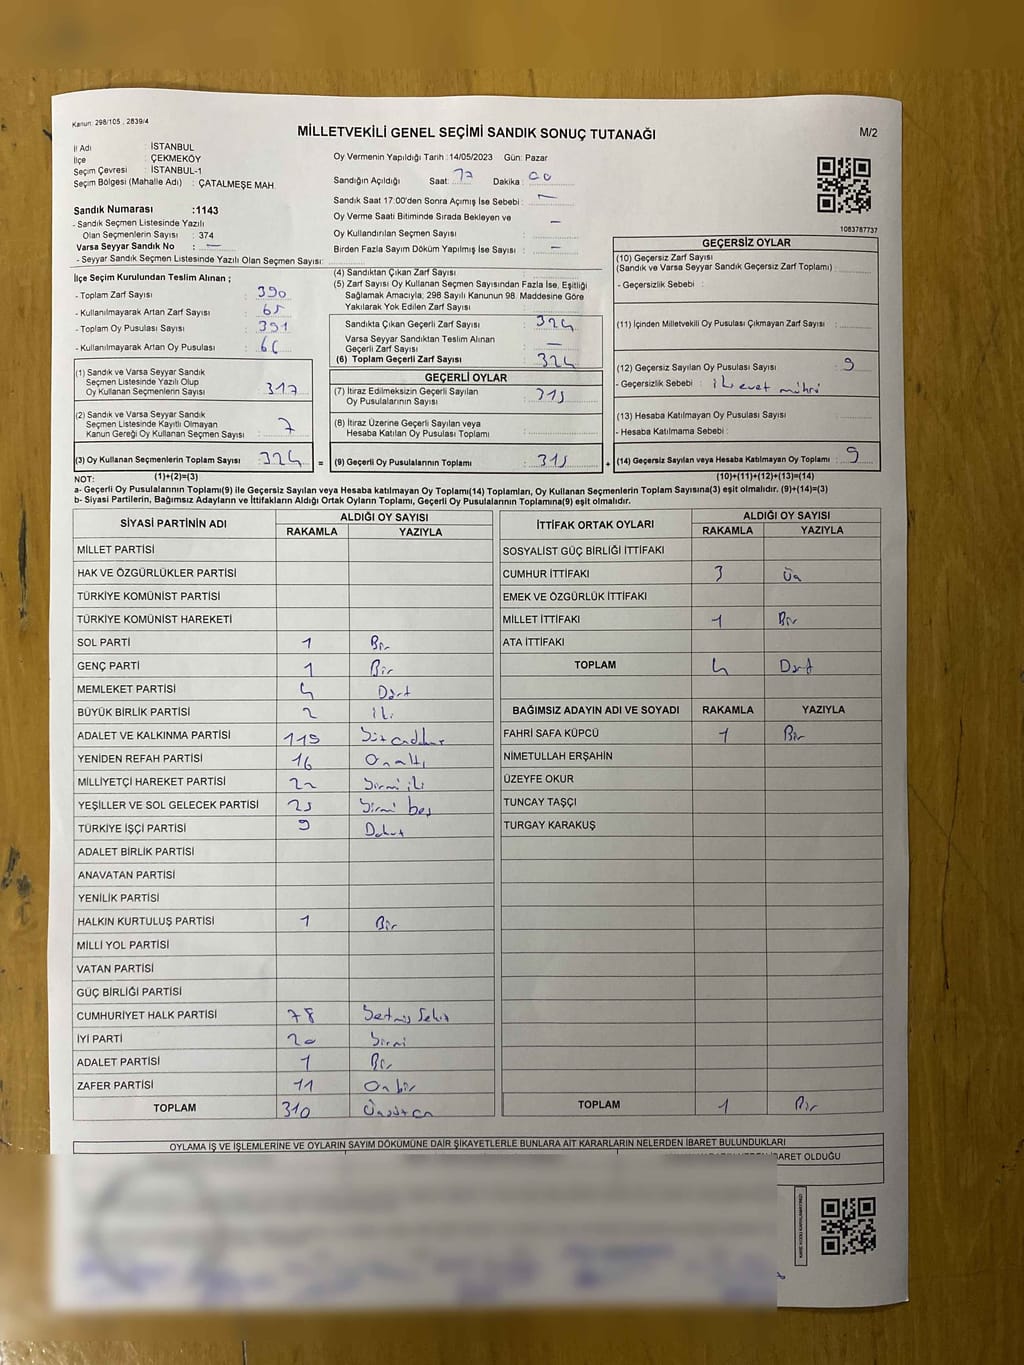 Kanun: 298/105 , 2839/4
MİLLETVEKİLİ GENEL SEÇİMİ SANDIK SONUÇ TUTANAĞI
M/2
İl Adı : İSTANBUL
İlçe : ÇEKMEKÖY
Seçim Çevresi : İSTANBUL-1
Seçim Bölgesi (Mahalle Adı) : ÇATALMEŞE MAH.
Sandık Numarası :1143
- Sandık Seçmen Listesinde Yazılı
Olan Seçmenlerin Sayısı : 374
Varsa Seyyar Sandık No : —
- Seyyar Sandık Seçmen Listesinde Yazılı Olan Seçmen Sayısı:
Oy Vermenin Yapıldığı Tarih :14/05/2023 Gün: Pazar
Sandığın Açıldığı Saat: 17 Dakika : 00
Sandık Saat 17.00'den Sonra Açımış İse Sebebi : —
Oy Verme Saati Bitiminde Sırada Bekleyen ve —
Oy Kullandırılan Seçmen Sayısı :
Birden Fazla Sayım Döküm Yapılmış İse Sayısı : —
1083787737
İlçe Seçim Kurulundan Teslim Alınan ;
- Toplam Zarf Sayısı : 390
- Kullanılmayarak Artan Zarf Sayısı : 65
- Toplam Oy Pusulası Sayısı : 391
- Kullanılmayarak Artan Oy Pusulası : 66
(1) Sandık ve Varsa Seyyar Sandık
Seçmen Listesinde Yazılı Olup
Oy Kullanan Seçmenlerin Sayısı : 317
(2) Sandık ve Varsa Seyyar Sandık
Seçmen Listesinde Kayıtlı Olmayan
Kanun Gereği Oy Kullanan Seçmen Sayısı : 7
(3) Oy Kullanan Seçmenlerin Toplam Sayısı : 324
(1)+(2)=(3)
(4) Sandıktan Çıkan Zarf Sayısı :
(5) Zarf Sayısı Oy Kullanan Seçmen Sayısından Fazla İse, Eşitliği
Sağlamak Amacıyla; 298 Sayılı Kanunun 98. Maddesine Göre
Yakılarak Yok Edilen Zarf Sayısı :
Sandıkta Çıkan Geçerli Zarf Sayısı : 324
Varsa Seyyar Sandıktan Teslim Alınan
Geçerli Zarf Sayısı : —
(6) Toplam Geçerli Zarf Sayısı : 324
GEÇERLİ OYLAR
(7) İtiraz Edilmeksizin Geçerli Sayılan
Oy Pusulalarının Sayısı : 315
(8) İtiraz Üzerine Geçerli Sayılan veya
Hesaba Katılan Oy Pusulası Toplamı :
= (9) Geçerli Oy Pusulalarının Toplamı : 315
GEÇERSİZ OYLAR
(10) Geçersiz Zarf Sayısı
(Sandık ve Varsa Seyyar Sandık Geçersiz Zarf Toplamı) :
- Geçersizlik Sebebi :
(11) İçinden Milletvekili Oy Pusulası Çıkmayan Zarf Sayısı :
(12) Geçersiz Sayılan Oy Pusulası Sayısı : 9
- Geçersizlik Sebebi : iki evet mührü
(13) Hesaba Katılmayan Oy Pusulası Sayısı :
- Hesaba Katılmama Sebebi :
+ (14) Geçersiz Sayılan veya Hesaba Katılmayan Oy Toplamı : 9
(10)+(11)+(12)+(13)=(14)
NOT:
a- Geçerli Oy Pusulalarının Toplamı(9) ile Geçersiz Sayılan veya Hesaba katılmayan Oy Toplamı(14) Toplamları, Oy Kullanan Seçmenlerin Toplam Sayısına(3) eşit olmalıdır. (9)+(14)=(3)
b- Siyasi Partilerin, Bağımsız Adayların ve İttifakların Aldığı Ortak Oyların Toplamı, Geçerli Oy Pusulalarının Toplamına(9) eşit olmalıdır.
SİYASİ PARTİNİN ADI ALDIĞI OY SAYISI
RAKAMLA YAZIYLA
MİLLET PARTİSİ
HAK VE ÖZGÜRLÜKLER PARTİSİ
TÜRKİYE KOMÜNİST PARTİSİ
TÜRKİYE KOMÜNİST HAREKETİ
SOL PARTİ 1 Bir
GENÇ PARTİ 1 Bir
MEMLEKET PARTİSİ 4 Dört
BÜYÜK BİRLİK PARTİSİ 2 iki
ADALET VE KALKINMA PARTİSİ 119 Yüz ondokuz
YENİDEN REFAH PARTİSİ 16 Onaltı
MİLLİYETÇİ HAREKET PARTİSİ 22 Yirmi iki
YEŞİLLER VE SOL GELECEK PARTİSİ 25 Yirmi beş
TÜRKİYE İŞÇİ PARTİSİ 9 Dokuz
ADALET BİRLİK PARTİSİ
ANAVATAN PARTİSİ
YENİLİK PARTİSİ
HALKIN KURTULUŞ PARTİSİ 1 Bir
MİLLİ YOL PARTİSİ
VATAN PARTİSİ
GÜÇ BİRLİĞİ PARTİSİ
CUMHURİYET HALK PARTİSİ 78 Yetmiş Sekiz
İYİ PARTİ 20 Yirmi
ADALET PARTİSİ 1 Bir
ZAFER PARTİSİ 11 Onbir
TOPLAM 310 Üçyüzon
İTTİFAK ORTAK OYLARI ALDIĞI OY SAYISI
RAKAMLA YAZIYLA
SOSYALİST GÜÇ BİRLİĞİ İTTİFAKI
CUMHUR İTTİFAKI 3 Üç
EMEK VE ÖZGÜRLÜK İTTİFAKI
MİLLET İTTİFAKI 1 Bir
ATA İTTİFAKI
TOPLAM 4 Dört
BAĞIMSIZ ADAYIN ADI VE SOYADI RAKAMLA YAZIYLA
FAHRİ SAFA KÜPCÜ 1 Bir
NİMETULLAH ERŞAHİN
ÜZEYFE OKUR
TUNCAY TAŞÇI
TURGAY KARAKUŞ
TOPLAM 1 Bir
OYLAMA İŞ VE İŞLEMLERİNE VE OYLARIN SAYIM DÖKÜMÜNE DAİR ŞİKAYETLERLE BUNLARA AİT KARARLARIN NELERDEN İBARET BULUNDUKLARI
İBARET OLDUĞU